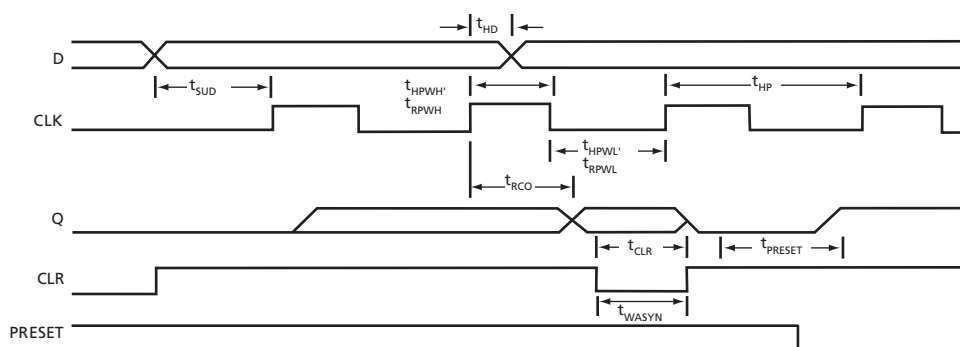 tHD
D
tSUD
tHPWH'
tRPWH
tHP
CLK
tHPWL'
tRPWL
tRCO
Q
tCLR
tPRESET
CLR
tWASYN
PRESET